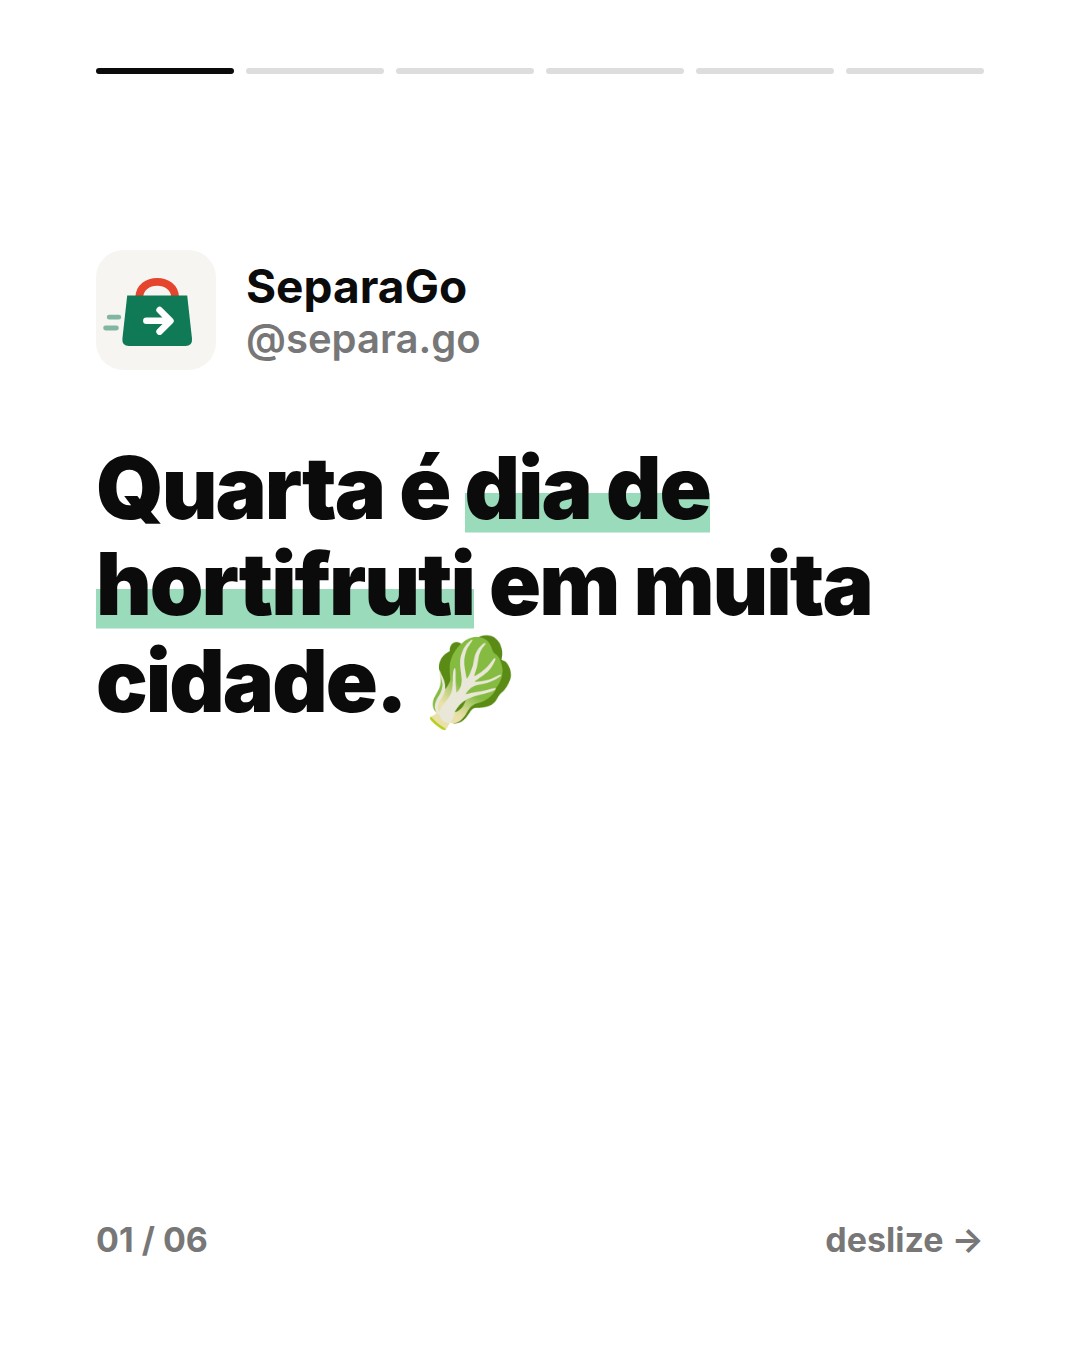 SeparaGo
@separa.go
Quarta é dia de
hortifruti em muita
cidade. 🥬
01 / 06
deslize →